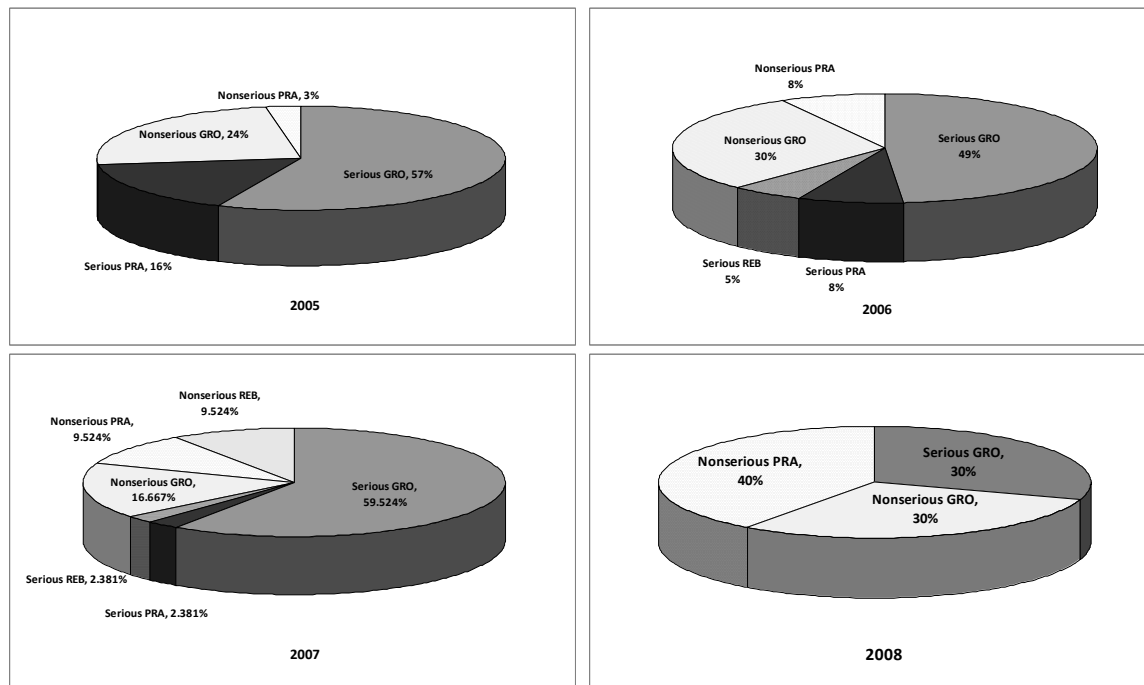 Nonserious PRA, 3%
Nonserious GRO, 24%
Serious GRO, 57%
Serious PRA, 16%
2005
Nonserious PRA
8%
Nonserious GRO
30%
Serious GRO
49%
Serious REB
5%
Serious PRA
8%
2006
Nonserious REB,
9.524%
Nonserious PRA,
9.524%
Nonserious GRO,
16.667%
Serious GRO,
59.524%
Serious REB, 2.381%
Serious PRA, 2.381%
2007
Nonserious PRA,
40%
Serious GRO,
30%
Nonserious GRO,
30%
2008